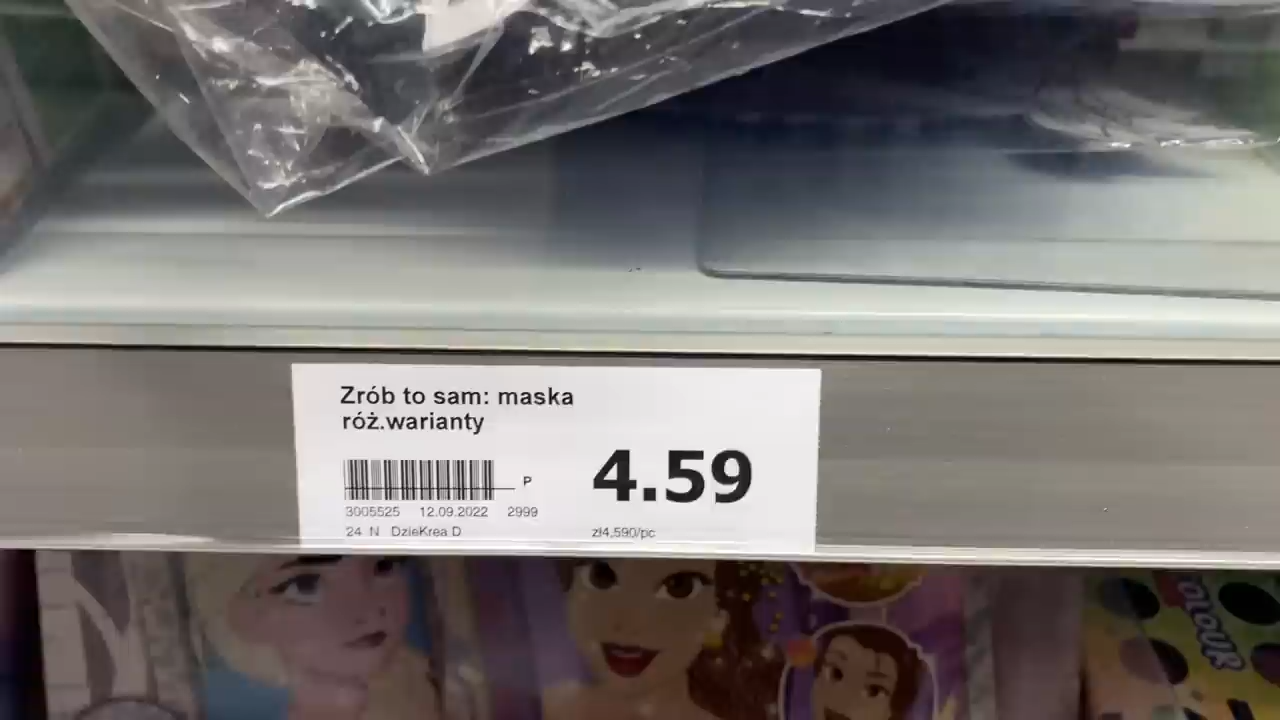 Zrób to sam: maska
róż.warianty
P
4.59
3005525 12.09.2022 2999
24 N DzieKrea D
zł4,590/pc